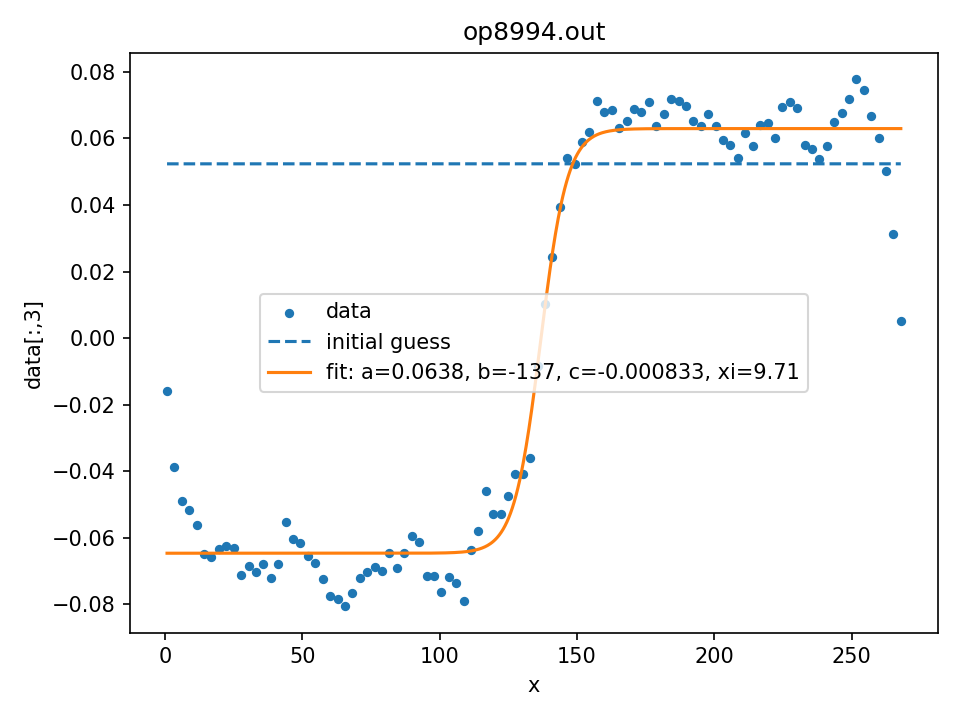 op8994.out
0.08
0.06
0.04
0.02
0.00
−0.02
−0.04
−0.06
−0.08
data[:,3]
data
initial guess
fit: a=0.0638, b=-137, c=-0.000833, xi=9.71
0 50 100 150 200 250
x